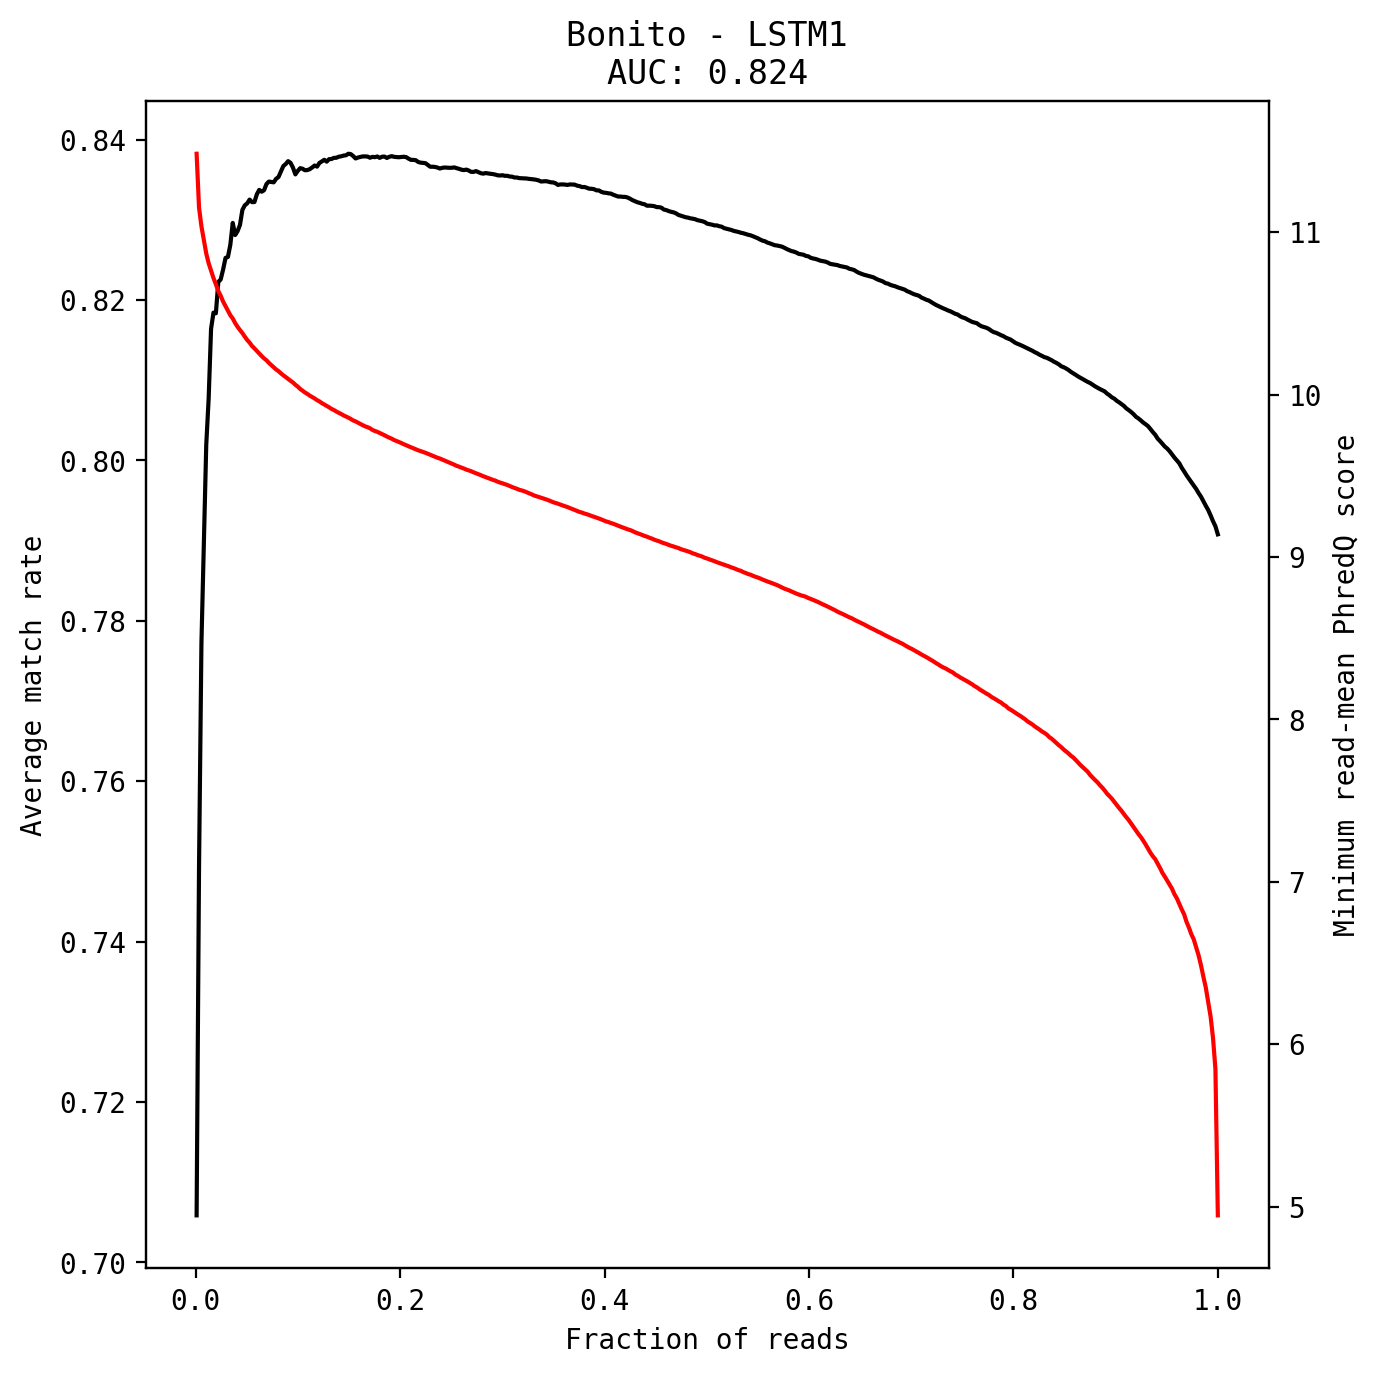 Bonito - LSTM1
AUC: 0.824
0.84
0.82
0.80
0.78
0.76
0.74
0.72
0.70
Average match rate
11
10
9
8
7
6
5
Minimum read-mean PhredQ score
0.0 0.2 0.4 0.6 0.8 1.0
Fraction of reads